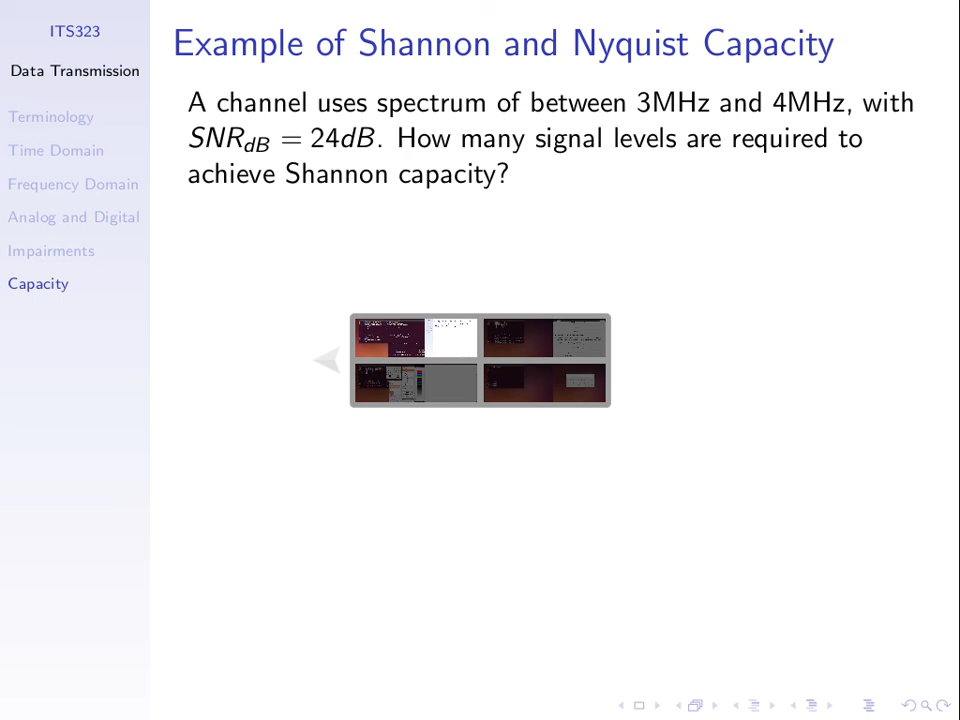 ITS323
Data Transmission
Terminology
Time Domain
Frequency Domain
Analog and Digital
Impairments
Capacity
Example of Shannon and Nyquist Capacity
A channel uses spectrum of between 3MHz and 4MHz, with
SNRdB = 24dB. How many signal levels are required to
achieve Shannon capacity?